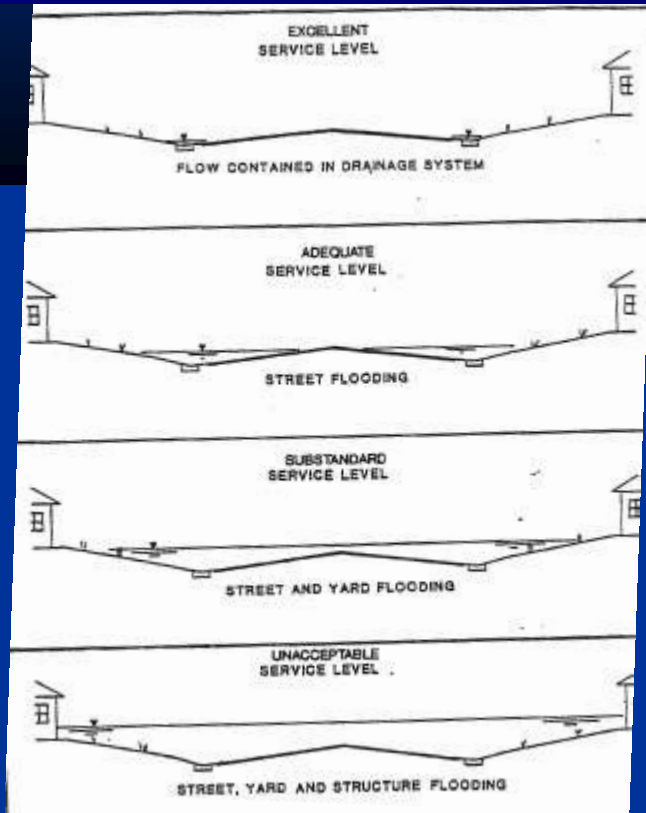 EXCELLENT
SERVICE LEVEL
FLOW CONTAINED IN DRAINAGE SYSTEM
ADEQUATE
SERVICE LEVEL
STREET FLOODING
SUBSTANDARD
SERVICE LEVEL
STREET AND YARD FLOODING
UNACCEPTABLE
SERVICE LEVEL
STREET, YARD AND STRUCTURE FLOODING